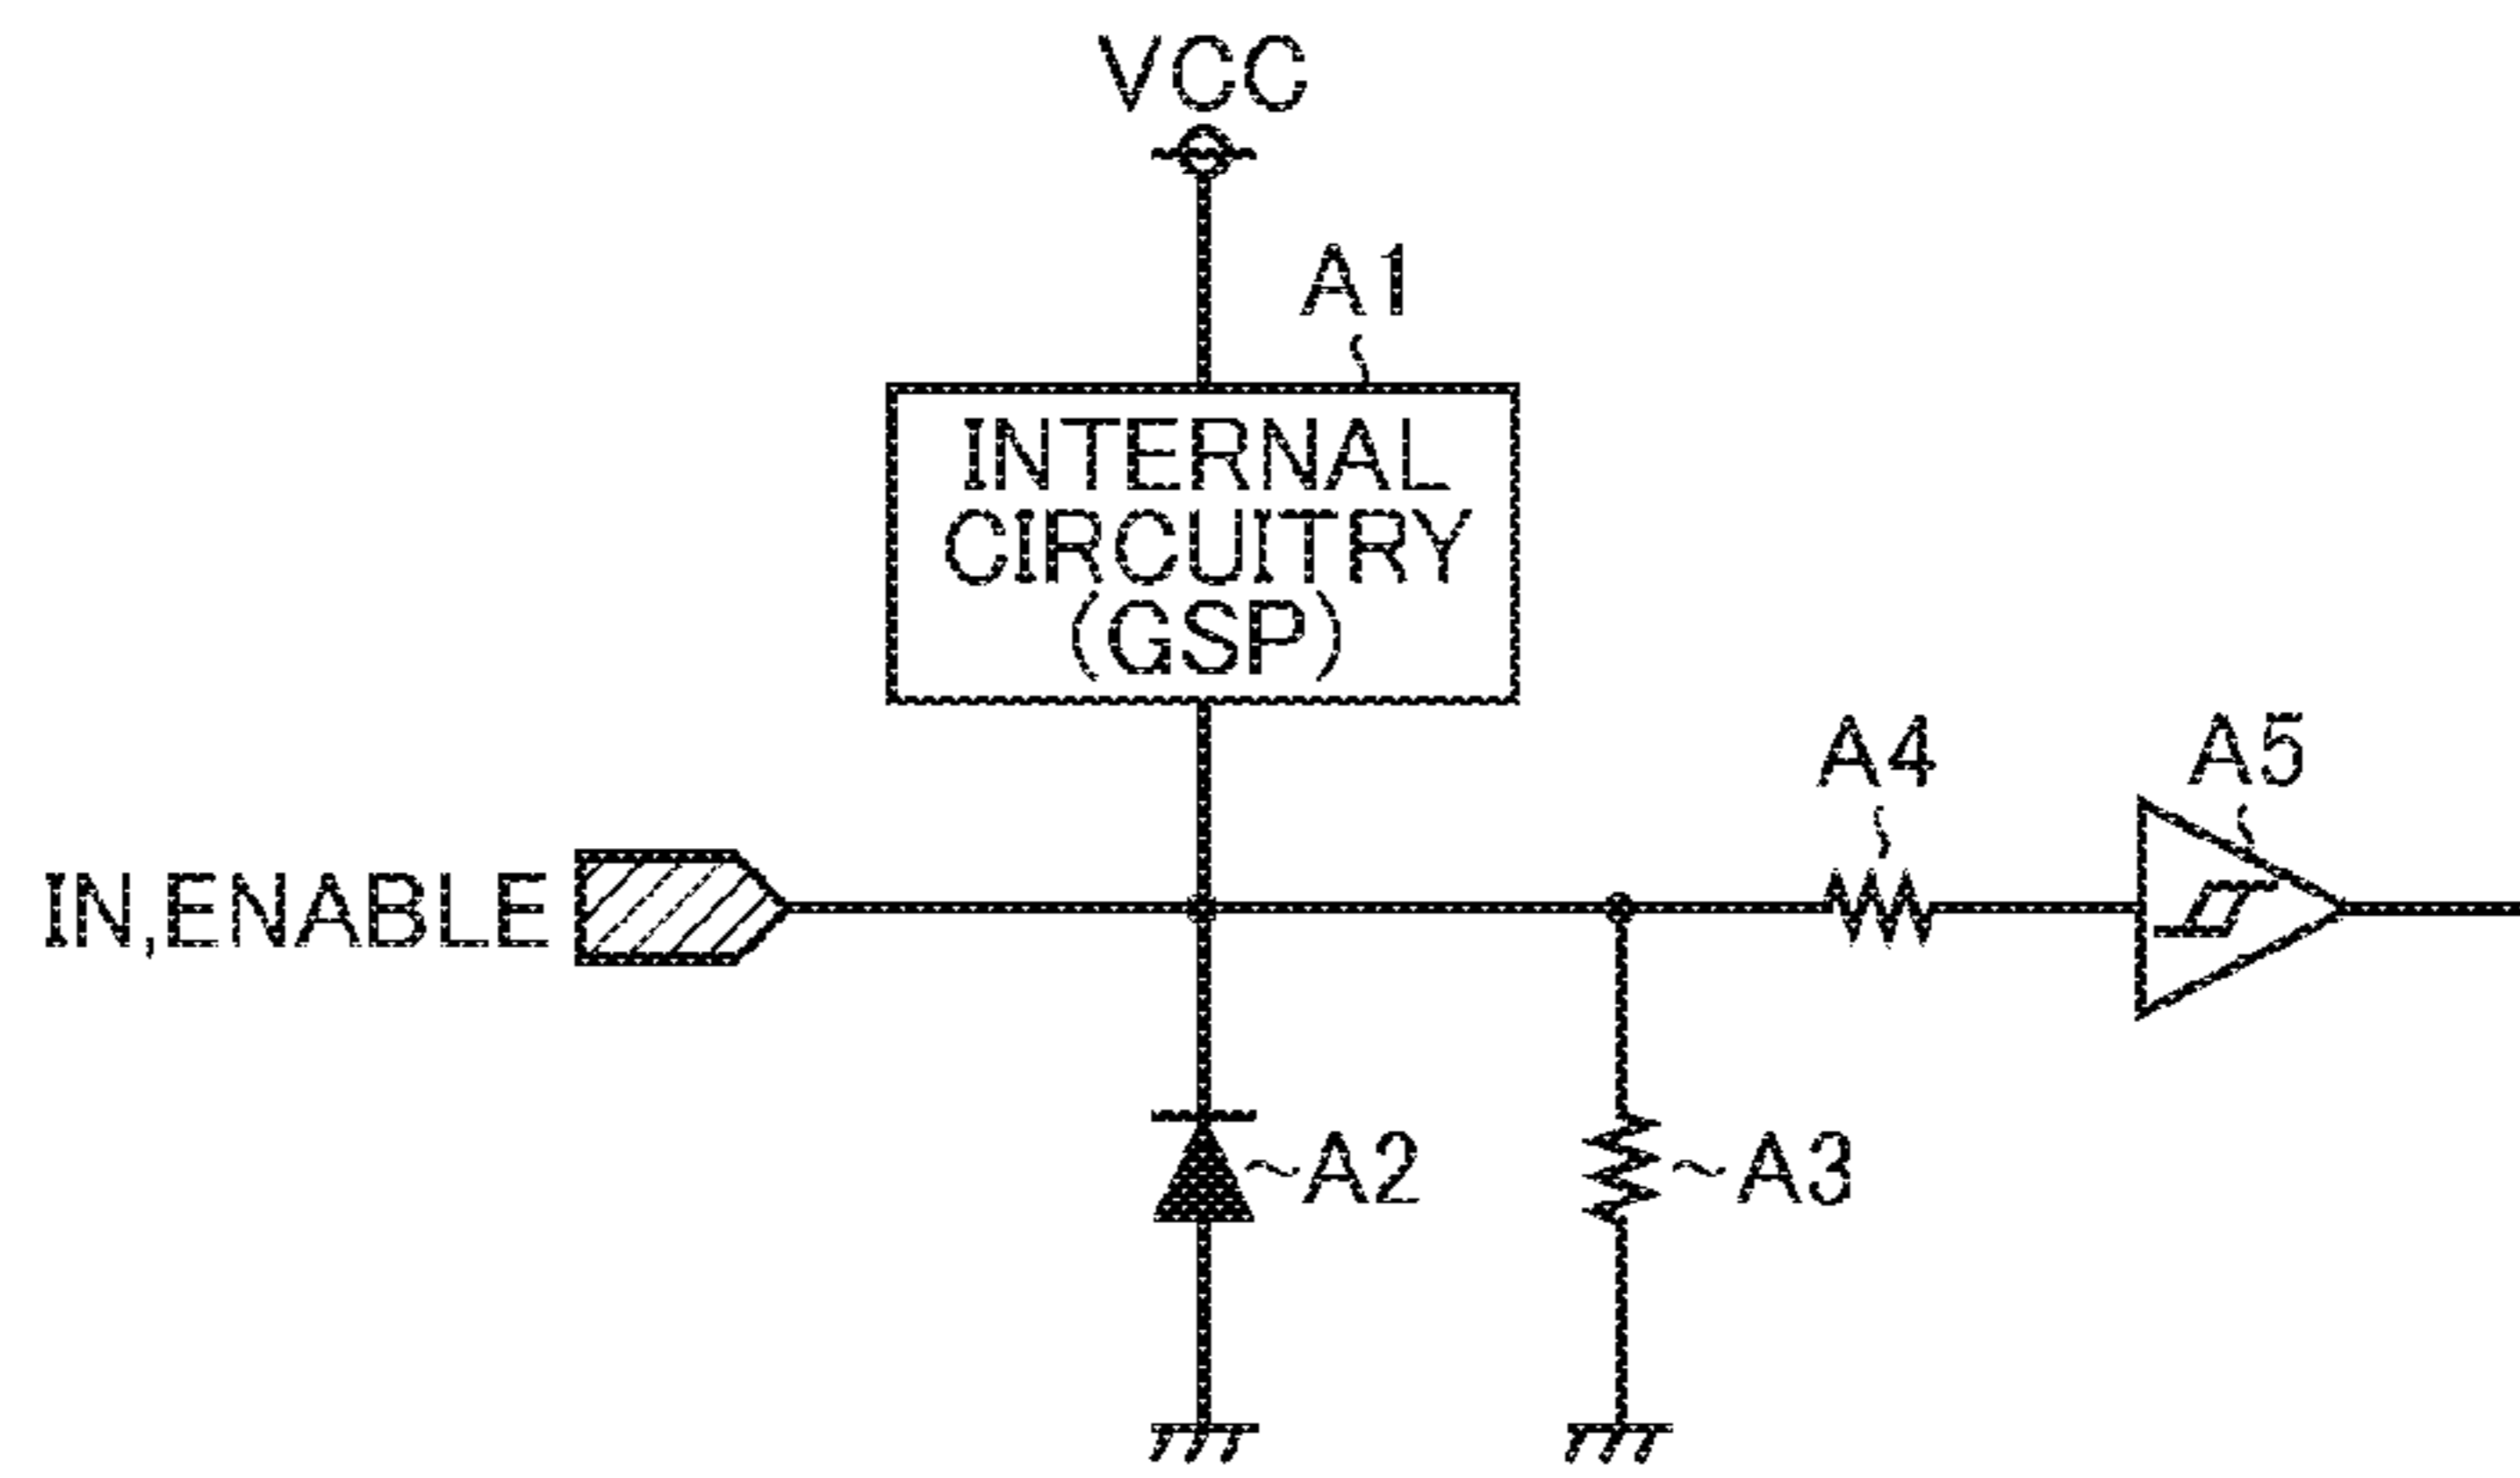 VCC
A1
INTERNAL
CIRCUITRY
(GSP)
A4
A5
IN,ENABLE
A2
A3